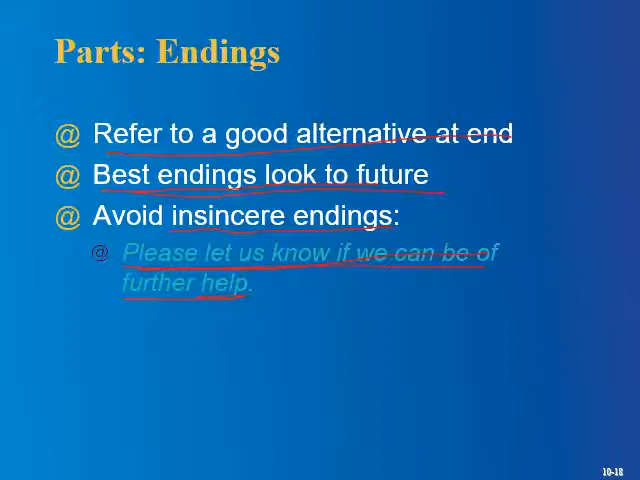 Parts: Endings
@ Refer to a good alternative at end
@ Best endings look to future
@ Avoid insincere endings:
@ Please let us know if we can be of
further help.
10-18